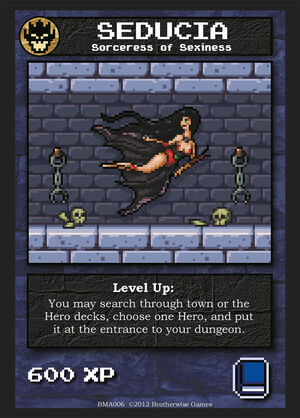 SEDUCIA
Sorceress of Sexiness
Level Up:
You may search through town or the
Hero decks, choose one Hero, and put
it at the entrance to your dungeon.
600 XP
BMA006 ©2012 Brotherwise Games